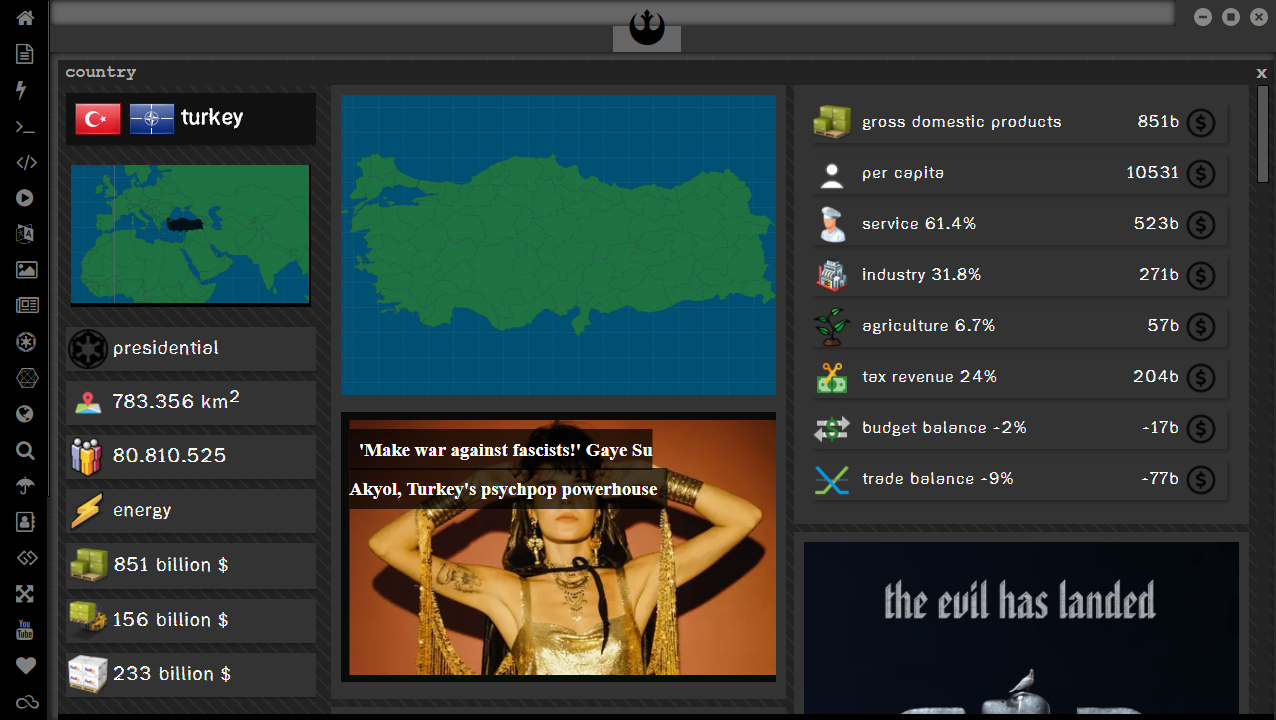 country
x
turkey
presidential
783.356 km²
80.810.525
energy
851 billion $
156 billion $
233 billion $
'Make war against fascists!' Gaye Su
Akyol, Turkey's psychpop powerhouse
gross domestic products 851b $
per capita 10531 $
service 61.4% 523b $
industry 31.8% 271b $
agriculture 6.7% 57b $
tax revenue 24% 204b $
budget balance -2% -17b $
trade balance -9% -77b $
the evil has landed
You
Tube